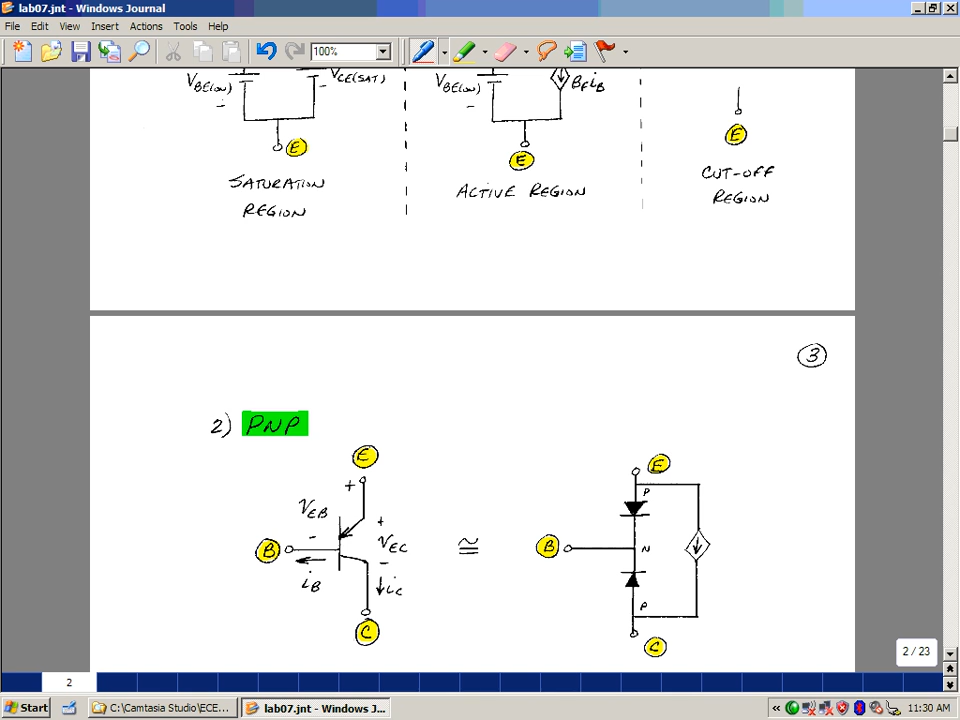 lab07.jnt - Windows Journal
File Edit View Insert Actions Tools Help
100%
VBE(ON)
-
VCE(SAT)
-
VBE(ON)
-
BF iB
E
E
E
SATURATION
REGION
ACTIVE REGION
CUT-OFF
REGION
3
2) PNP
E
+
VEB
-
B
iB
+
VEC
-
iC
C
≅
E
P
B
N
P
C
2 / 23
2
Start
C:\Camtasia Studio\ECE...
lab07.jnt - Windows J...
«
11:30 AM